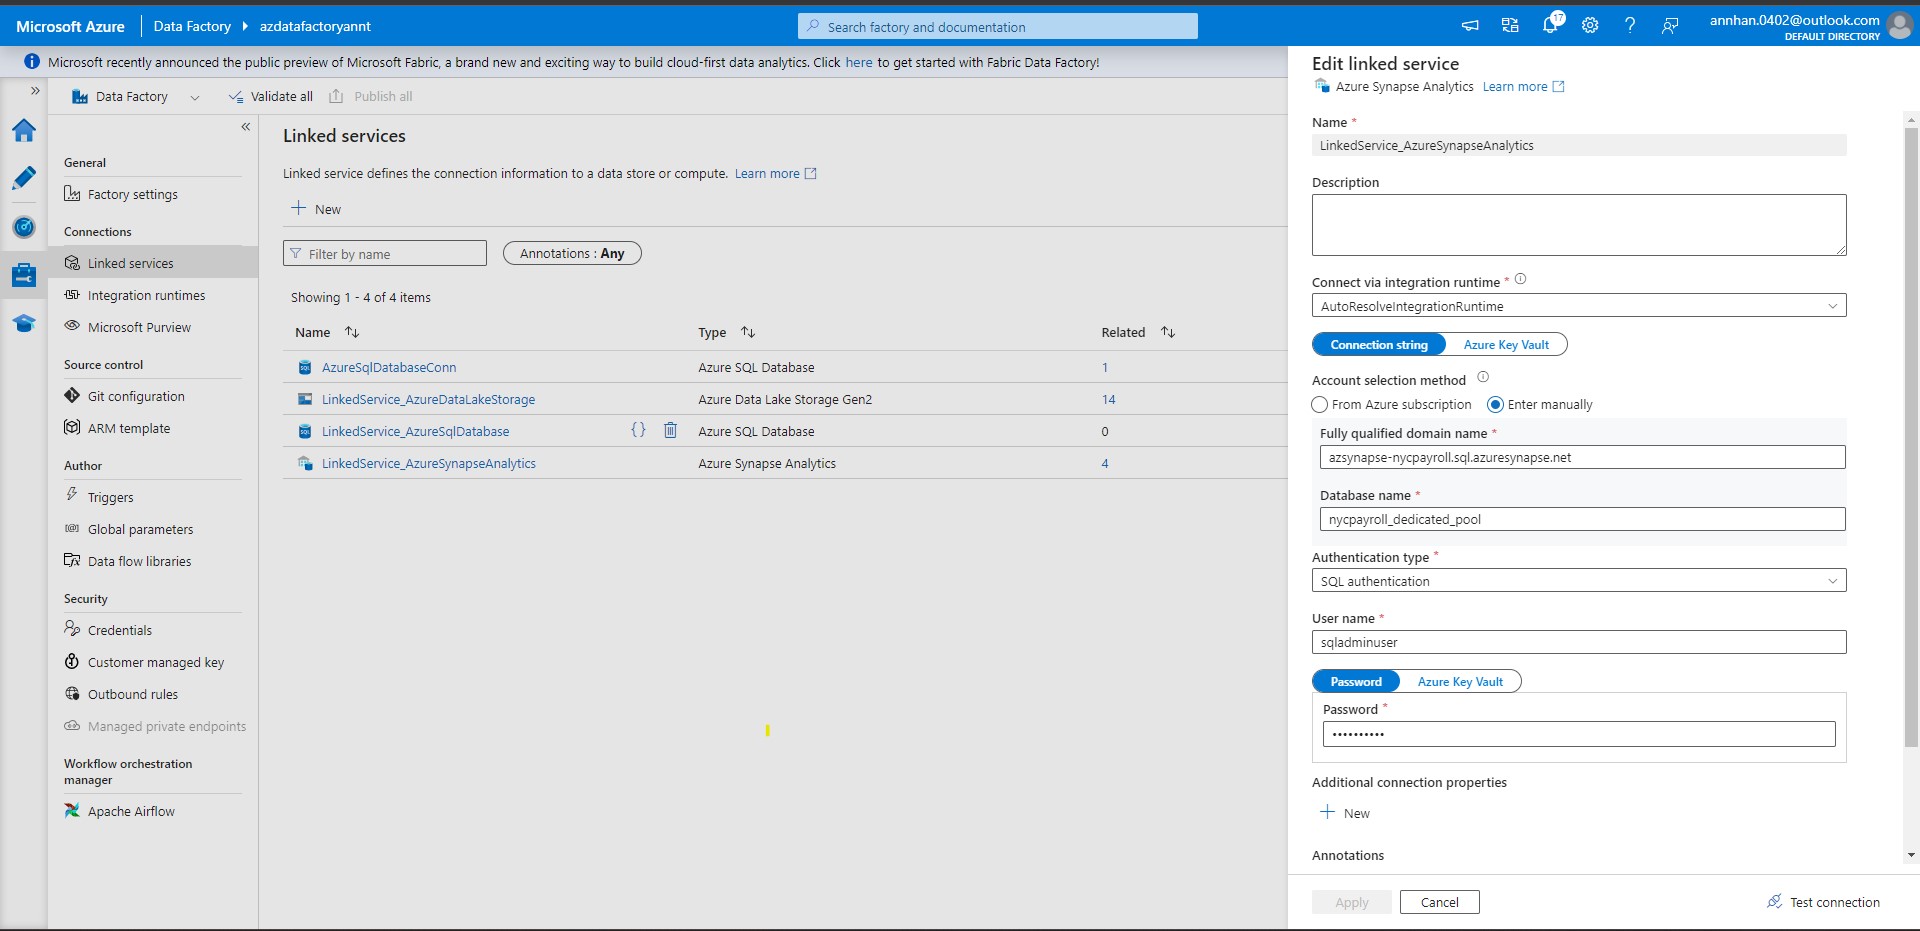 Microsoft Azure
Data Factory
azdatafactoryannt
Search factory and documentation
17
annhan.0402@outlook.com
DEFAULT DIRECTORY
Microsoft recently announced the public preview of Microsoft Fabric, a brand new and exciting way to build cloud-first data analytics. Click here to get started with Fabric Data Factory!
Data Factory
Validate all
Publish all
General
Factory settings
Connections
Linked services
Integration runtimes
Microsoft Purview
Source control
Git configuration
ARM template
Author
Triggers
Global parameters
Data flow libraries
Security
Credentials
Customer managed key
Outbound rules
Managed private endpoints
Workflow orchestration
manager
Apache Airflow
Linked services
Linked service defines the connection information to a data store or compute. Learn more
New
Filter by name
Annotations : Any
Showing 1 - 4 of 4 items
Name Type Related
AzureSqlDatabaseConn Azure SQL Database 1
LinkedService_AzureDataLakeStorage Azure Data Lake Storage Gen2 14
LinkedService_AzureSqlDatabase {} Azure SQL Database 0
LinkedService_AzureSynapseAnalytics Azure Synapse Analytics 4
Edit linked service
Azure Synapse Analytics Learn more
Name *
LinkedService_AzureSynapseAnalytics
Description
Connect via integration runtime *
AutoResolveIntegrationRuntime
Connection string Azure Key Vault
Account selection method
From Azure subscription Enter manually
Fully qualified domain name *
azsynapse-nycpayroll.sql.azuresynapse.net
Database name *
nycpayroll_dedicated_pool
Authentication type *
SQL authentication
User name *
sqladminuser
Password Azure Key Vault
Password *
••••••••••
Additional connection properties
New
Annotations
Apply Cancel Test connection